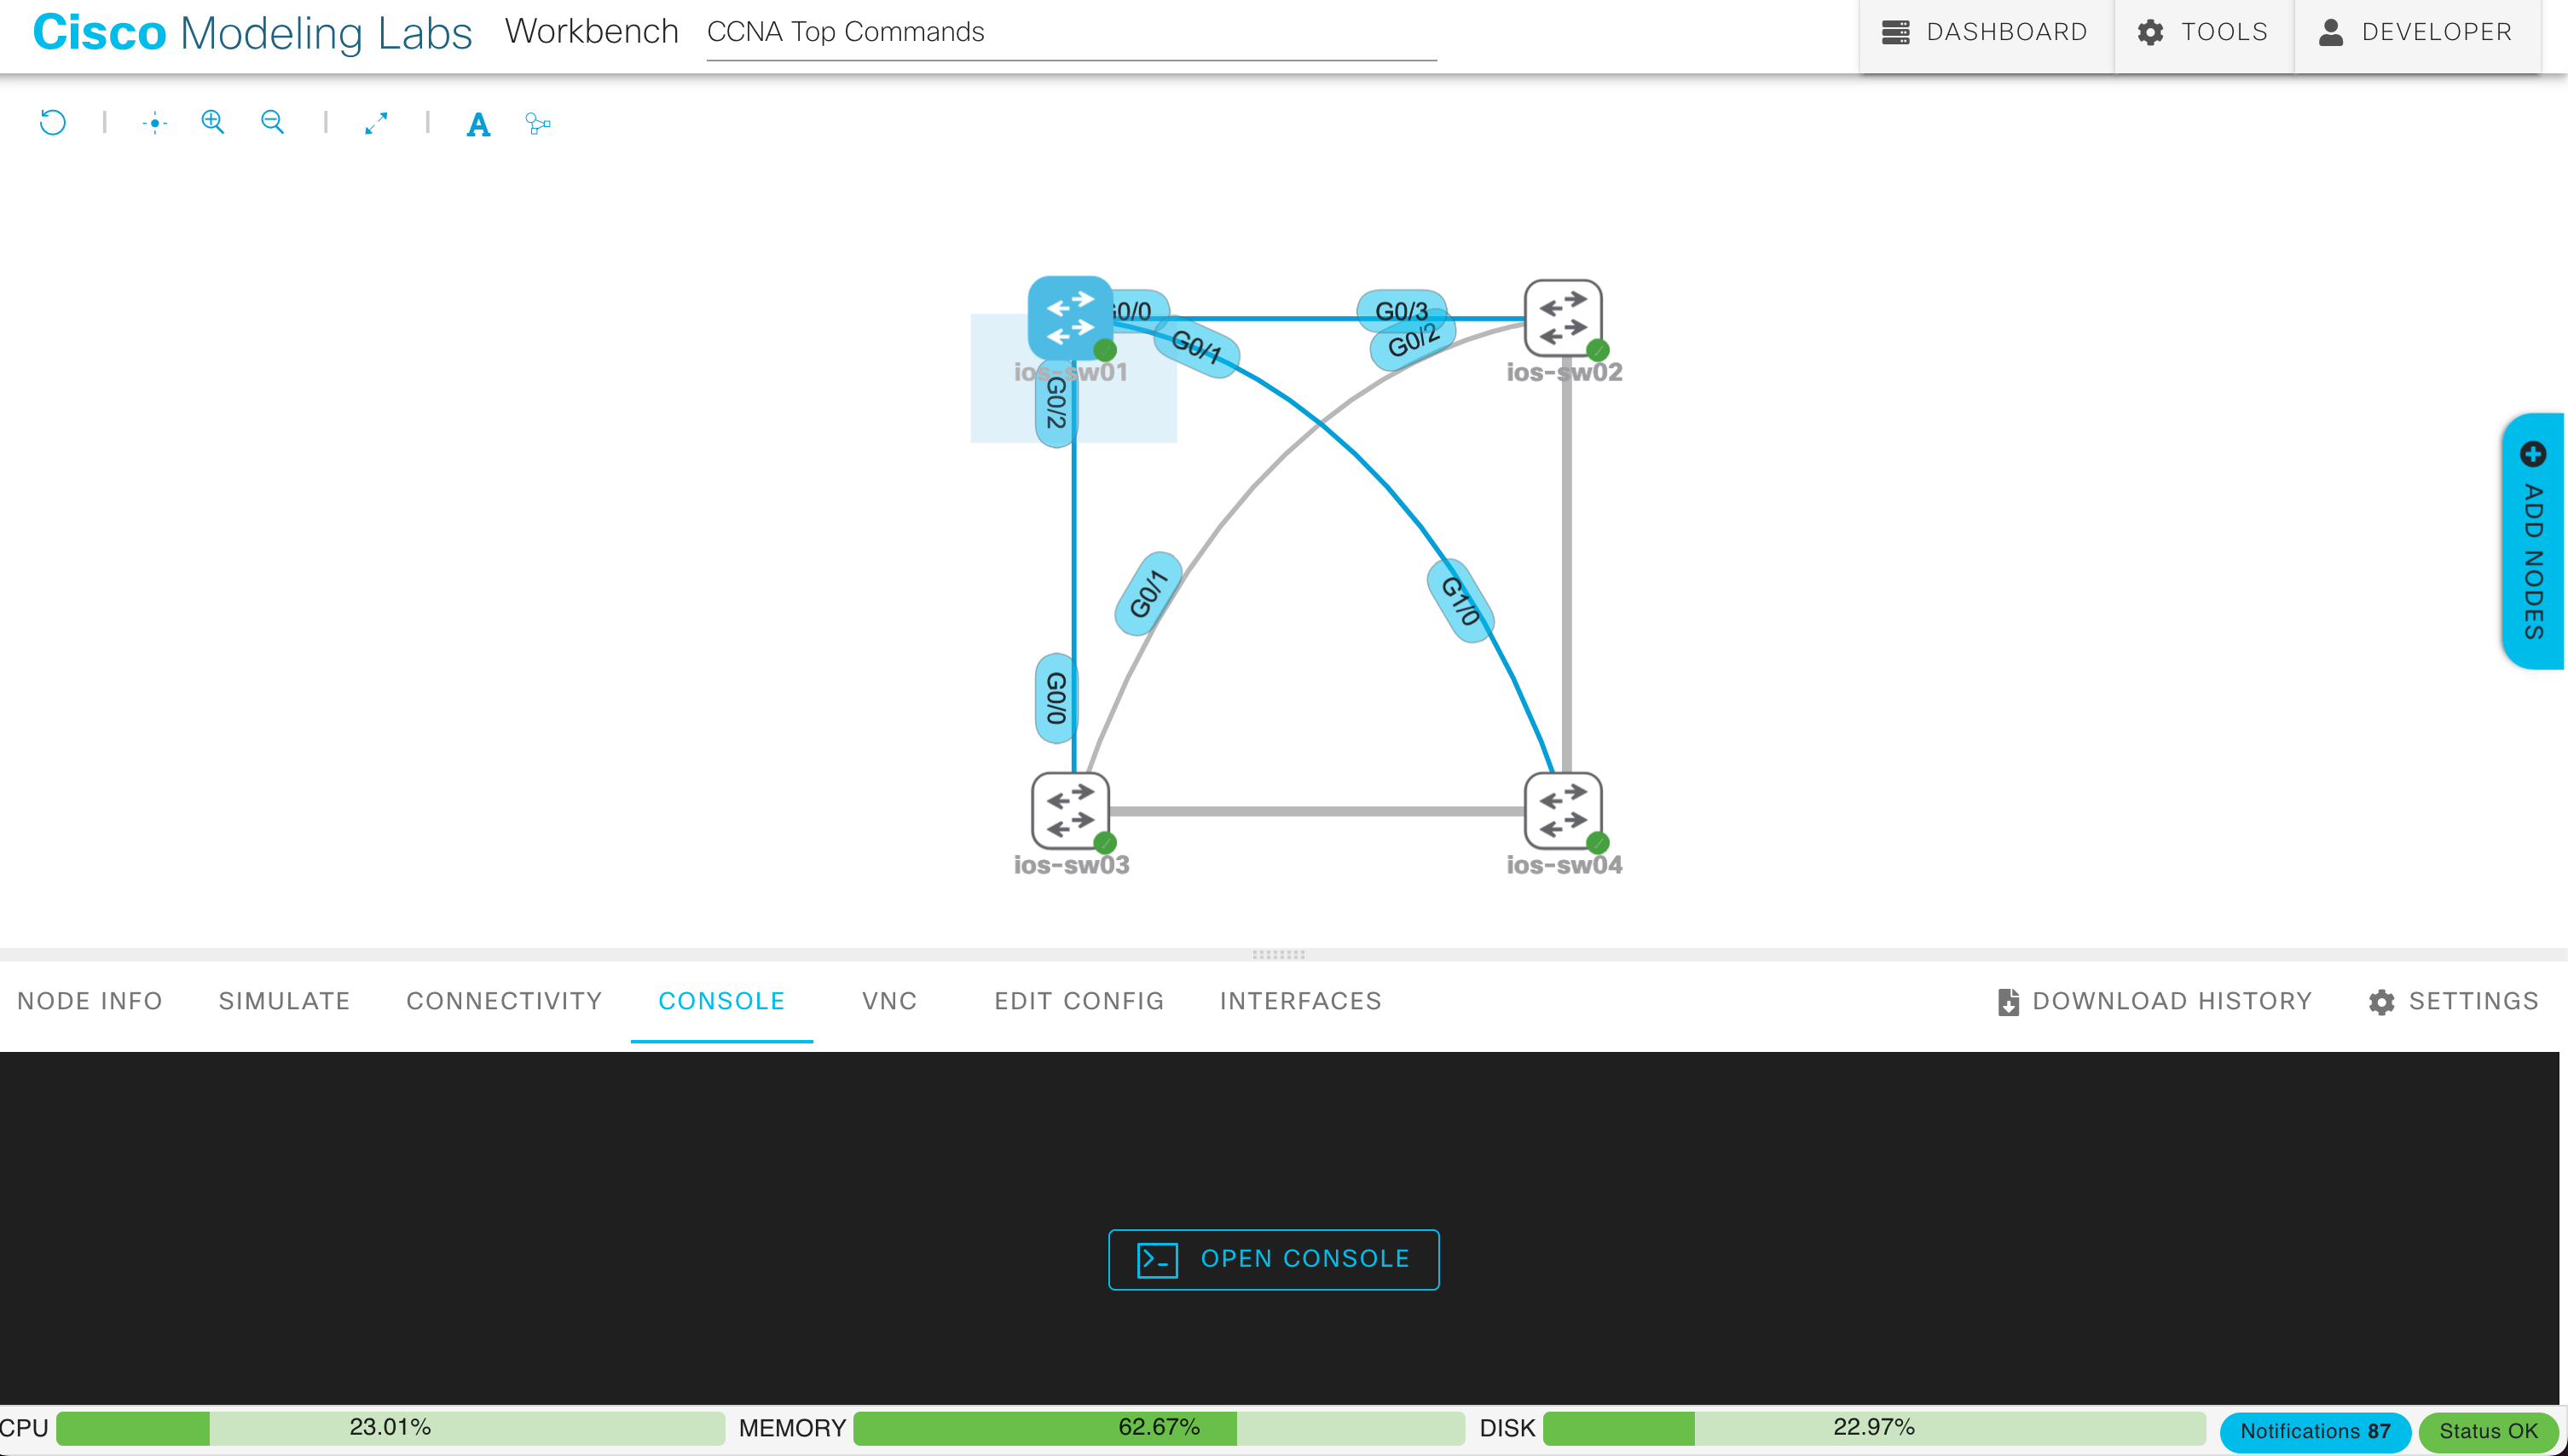 Cisco Modeling Labs Workbench CCNA Top Commands DASHBOARD TOOLS DEVELOPER
A
G0/0 G0/3
G0/1 G0/2
ios-sw01 ios-sw02
G0/2
ADD NODES
G0/1 G1/0
G0/0
ios-sw03 ios-sw04
NODE INFO SIMULATE CONNECTIVITY CONSOLE VNC EDIT CONFIG INTERFACES DOWNLOAD HISTORY SETTINGS
OPEN CONSOLE
CPU 23.01% MEMORY 62.67% DISK 22.97% Notifications 87 Status OK